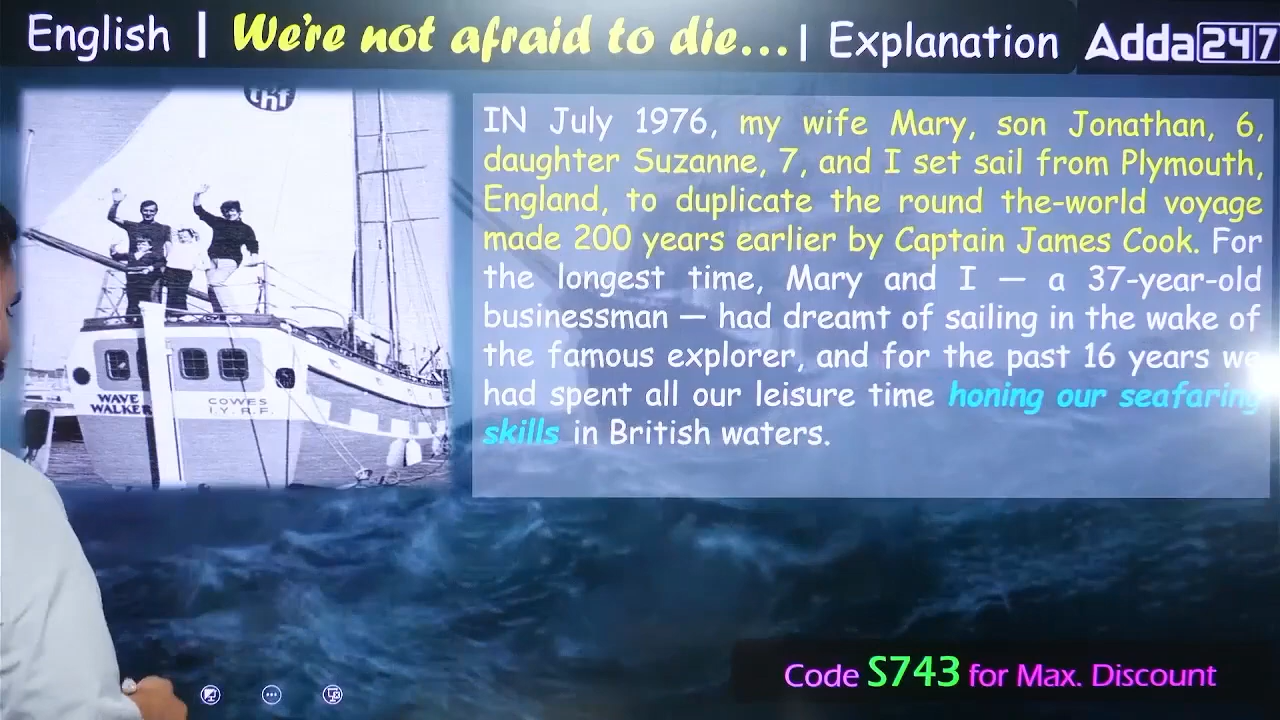 English | We're not afraid to die... | Explanation
Adda247
thf
WAVE
WALKER
COWES
I.Y.R.F.
IN July 1976, my wife Mary, son Jonathan, 6,
daughter Suzanne, 7, and I set sail from Plymouth,
England, to duplicate the round the-world voyage
made 200 years earlier by Captain James Cook. For
the longest time, Mary and I — a 37-year-old
businessman — had dreamt of sailing in the wake of
the famous explorer, and for the past 16 years we
had spent all our leisure time honing our seafaring
skills in British waters.
Code S743 for Max. Discount